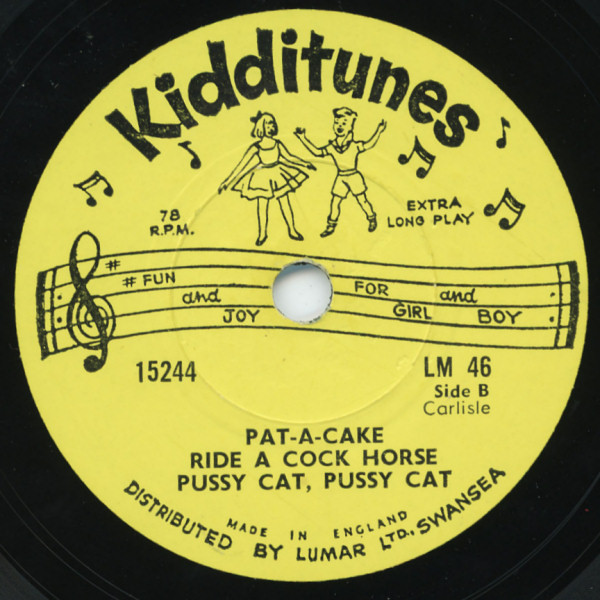 Kidditunes
78
R.P.M.
EXTRA
LONG PLAY
FUN and JOY FOR GIRL and BOY
15244
LM 46
Side B
Carlisle
PAT-A-CAKE
RIDE A COCK HORSE
PUSSY CAT, PUSSY CAT
MADE IN ENGLAND
DISTRIBUTED BY LUMAR LTD., SWANSEA